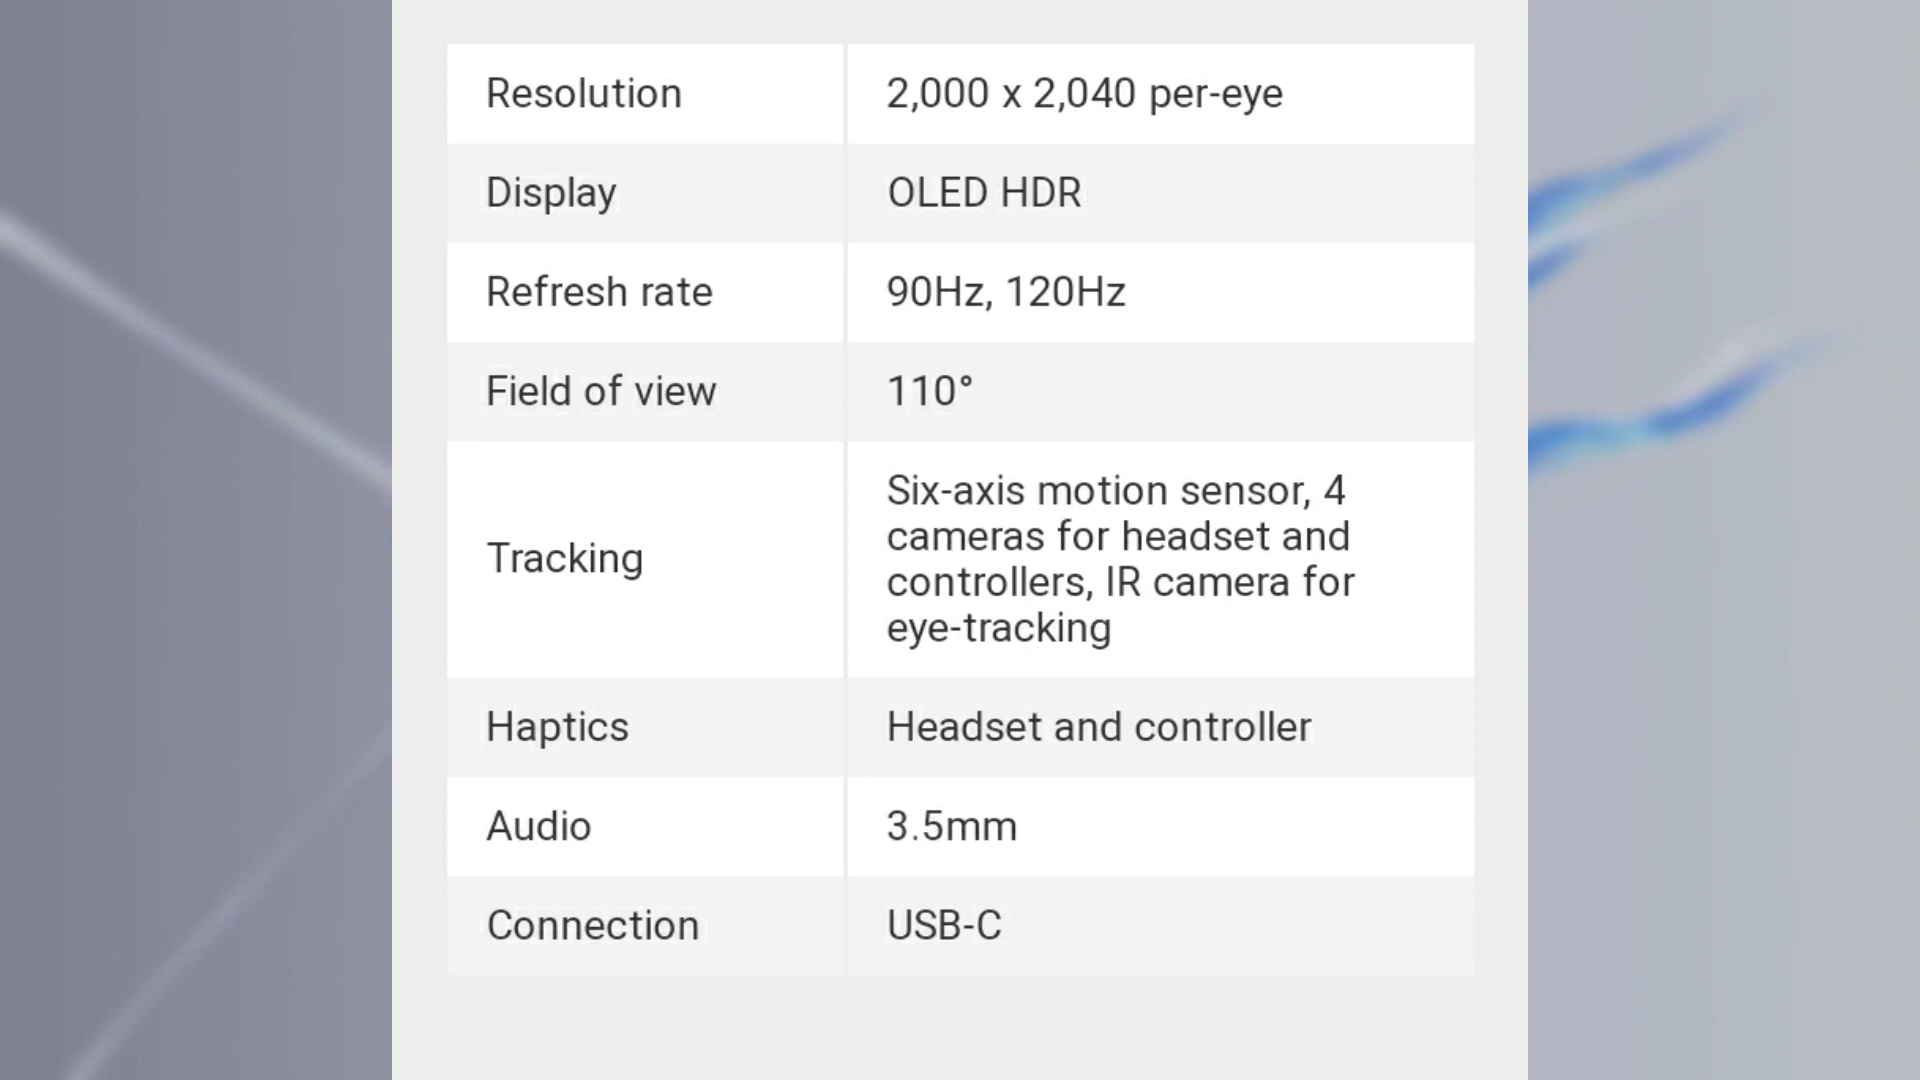 Resolution
2,000 x 2,040 per-eye
Display
OLED HDR
Refresh rate
90Hz, 120Hz
Field of view
110°
Tracking
Six-axis motion sensor, 4
cameras for headset and
controllers, IR camera for
eye-tracking
Haptics
Headset and controller
Audio
3.5mm
Connection
USB-C